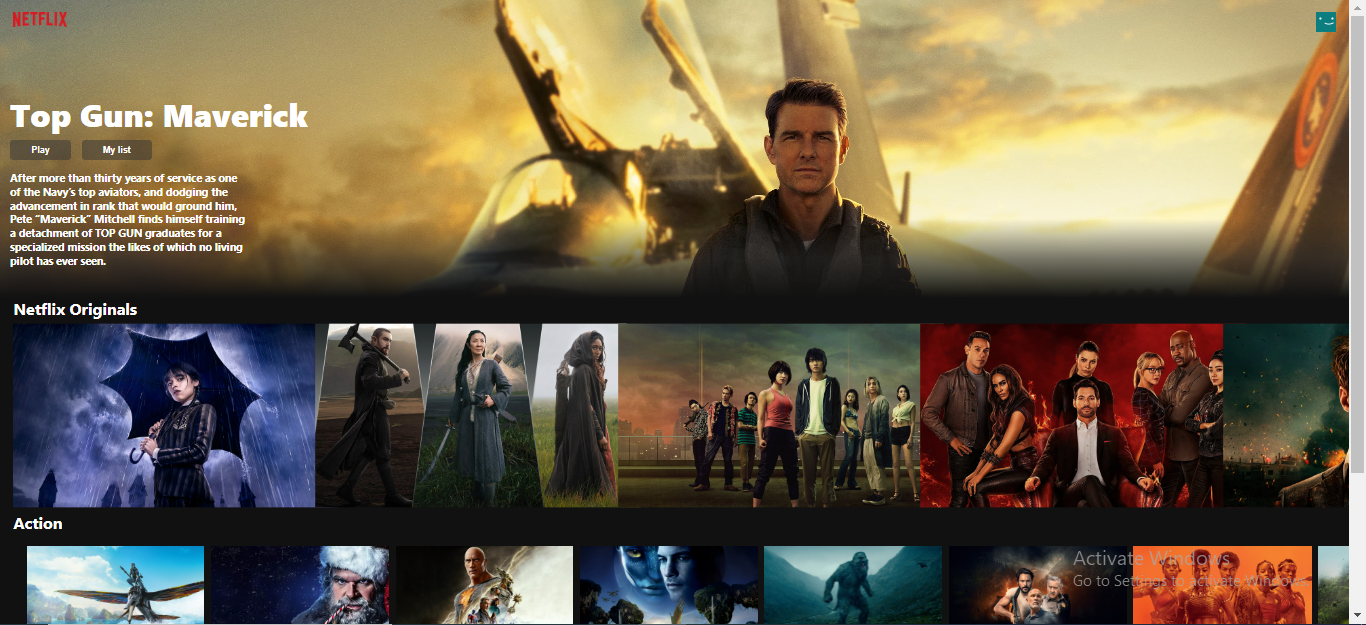 NETFLIX
Top Gun: Maverick
Play
My list
After more than thirty years of service as one
of the Navy’s top aviators, and dodging the
advancement in rank that would ground him,
Pete “Maverick” Mitchell finds himself training
a detachment of TOP GUN graduates for a
specialized mission the likes of which no living
pilot has ever seen.
Netflix Originals
Action
Activate Windows
Go to Settings to activate Windows.